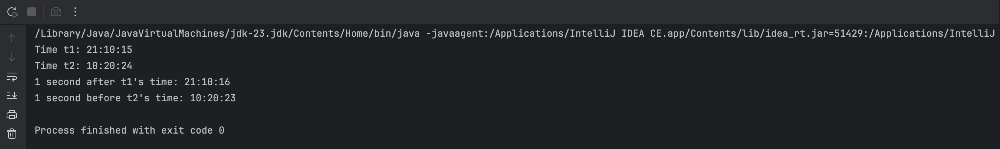 /Library/Java/JavaVirtualMachines/jdk-23.jdk/Contents/Home/bin/java -javaagent:/Applications/IntelliJ IDEA CE.app/Contents/lib/idea_rt.jar=51429:/Applications/IntelliJ
Time t1: 21:10:15
Time t2: 10:20:24
1 second after t1's time: 21:10:16
1 second before t2's time: 10:20:23
Process finished with exit code 0